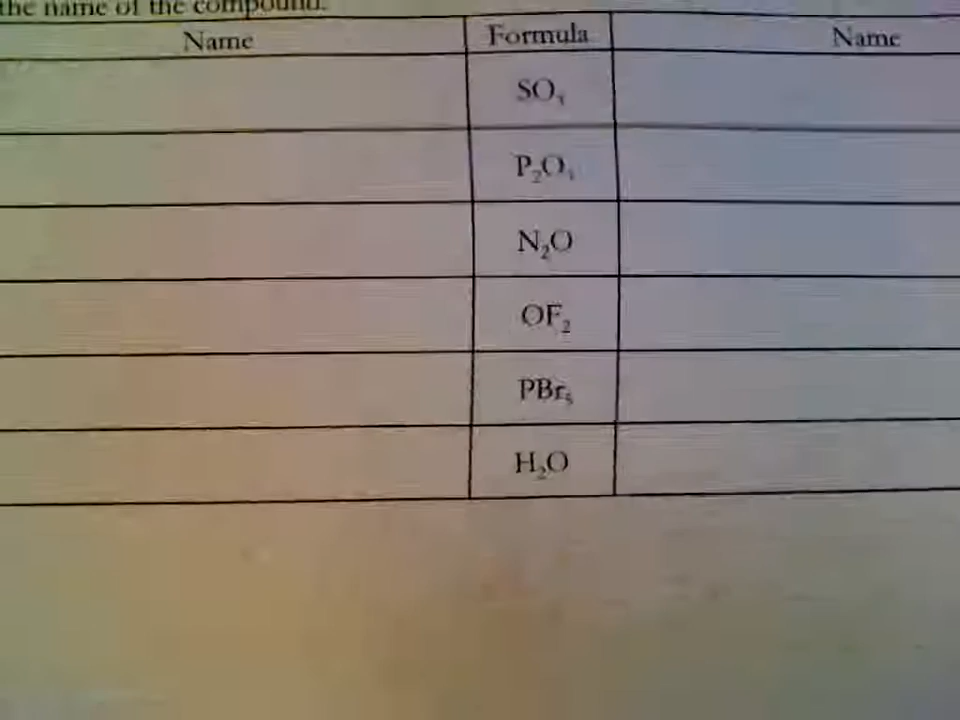 the name of the compound.
Name Formula Name
SO₃
P₂O₅
N₂O
OF₂
PBr₅
H₂O